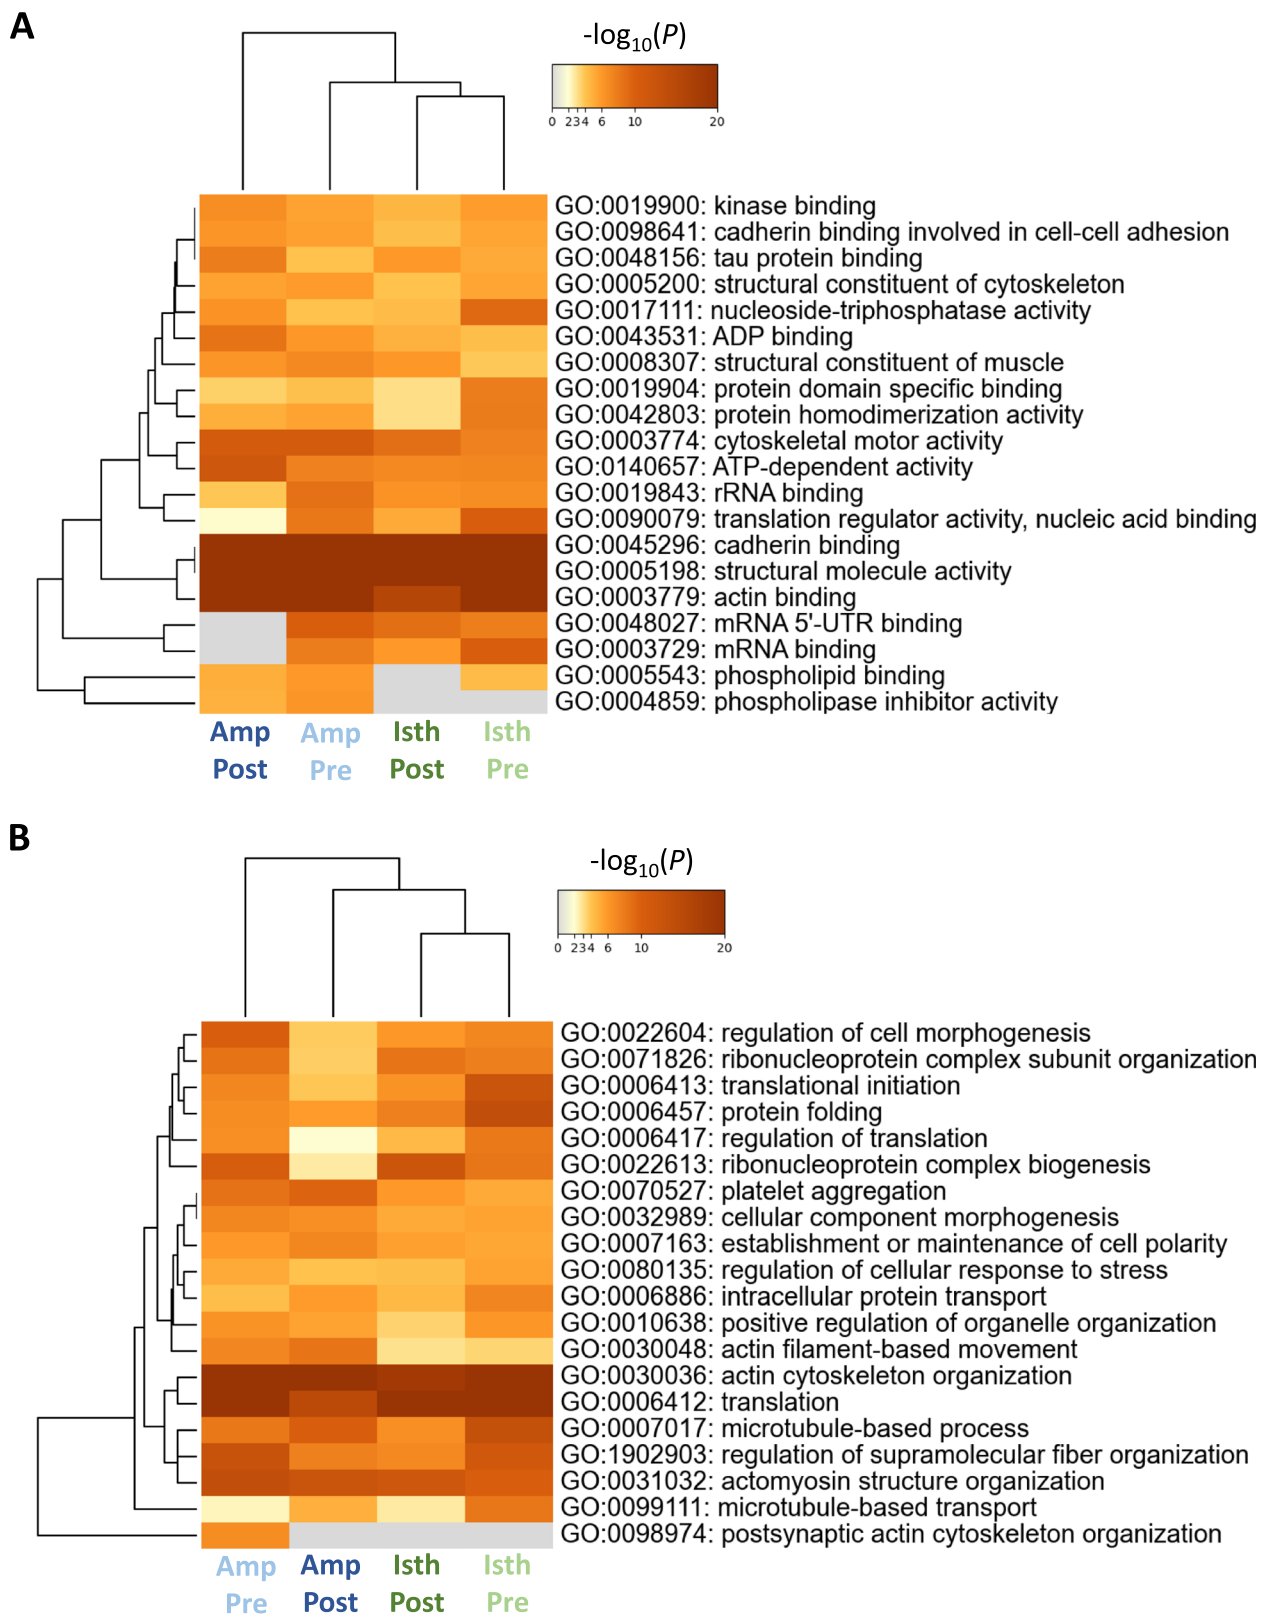 A
-log10(P)
0 2 3 4 6 10 20
GO:0019900: kinase binding
GO:0098641: cadherin binding involved in cell-cell adhesion
GO:0048156: tau protein binding
GO:0005200: structural constituent of cytoskeleton
GO:0017111: nucleoside-triphosphatase activity
GO:0043531: ADP binding
GO:0008307: structural constituent of muscle
GO:0019904: protein domain specific binding
GO:0042803: protein homodimerization activity
GO:0003774: cytoskeletal motor activity
GO:0140657: ATP-dependent activity
GO:0019843: rRNA binding
GO:0090079: translation regulator activity, nucleic acid binding
GO:0045296: cadherin binding
GO:0005198: structural molecule activity
GO:0003779: actin binding
GO:0048027: mRNA 5'-UTR binding
GO:0003729: mRNA binding
GO:0005543: phospholipid binding
GO:0004859: phospholipase inhibitor activity
Amp Amp Isth Isth
Post Pre Post Pre
B
-log10(P)
0 2 3 4 6 10 20
GO:0022604: regulation of cell morphogenesis
GO:0071826: ribonucleoprotein complex subunit organization
GO:0006413: translational initiation
GO:0006457: protein folding
GO:0006417: regulation of translation
GO:0022613: ribonucleoprotein complex biogenesis
GO:0070527: platelet aggregation
GO:0032989: cellular component morphogenesis
GO:0007163: establishment or maintenance of cell polarity
GO:0080135: regulation of cellular response to stress
GO:0006886: intracellular protein transport
GO:0010638: positive regulation of organelle organization
GO:0030048: actin filament-based movement
GO:0030036: actin cytoskeleton organization
GO:0006412: translation
GO:0007017: microtubule-based process
GO:1902903: regulation of supramolecular fiber organization
GO:0031032: actomyosin structure organization
GO:0099111: microtubule-based transport
GO:0098974: postsynaptic actin cytoskeleton organization
Amp Amp Isth Isth
Pre Post Post Pre